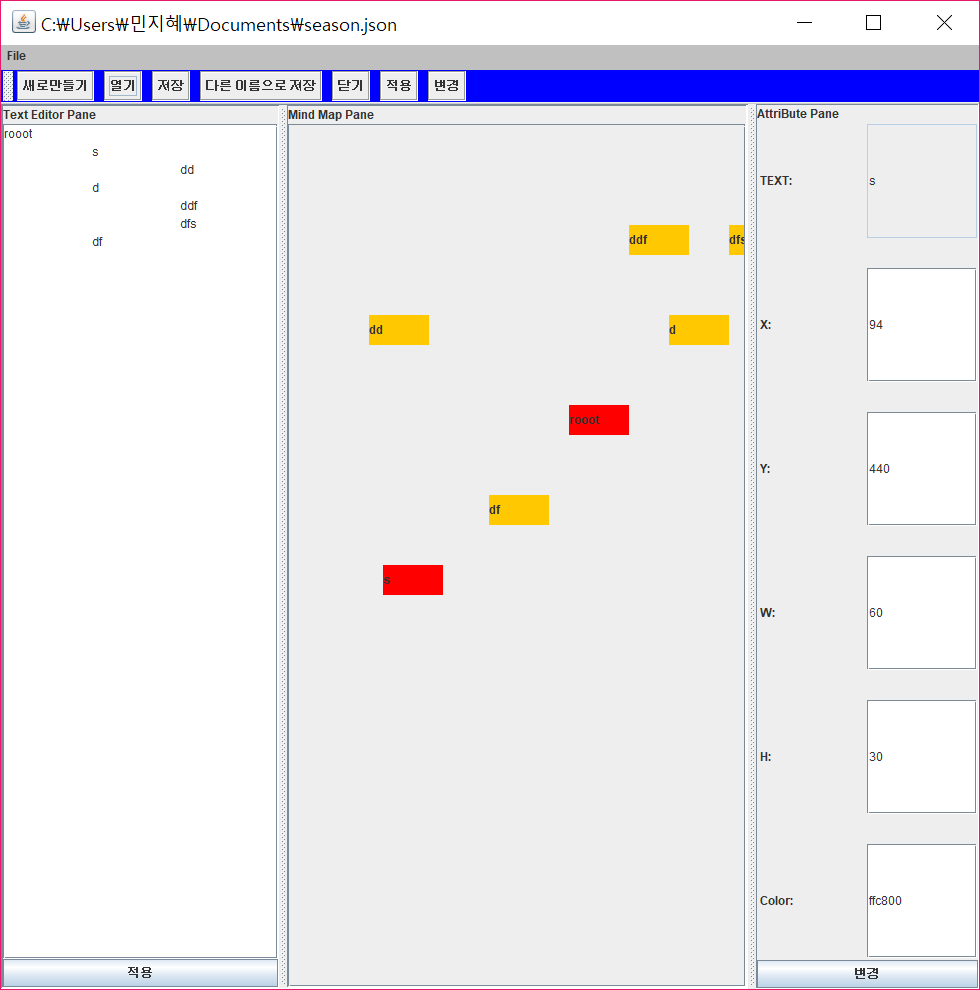 C:\Users\민지혜\Documents\season.json
File
새로만들기 열기 저장 다른 이름으로 저장 닫기 적용 변경
Text Editor Pane
rooot
s
dd
d
ddf
dfs
df
적용
Mind Map Pane
ddf dfs
dd d
rooot
df
s
AttriBute Pane
TEXT: s
X: 94
Y: 440
W: 60
H: 30
Color: ffc800
변경